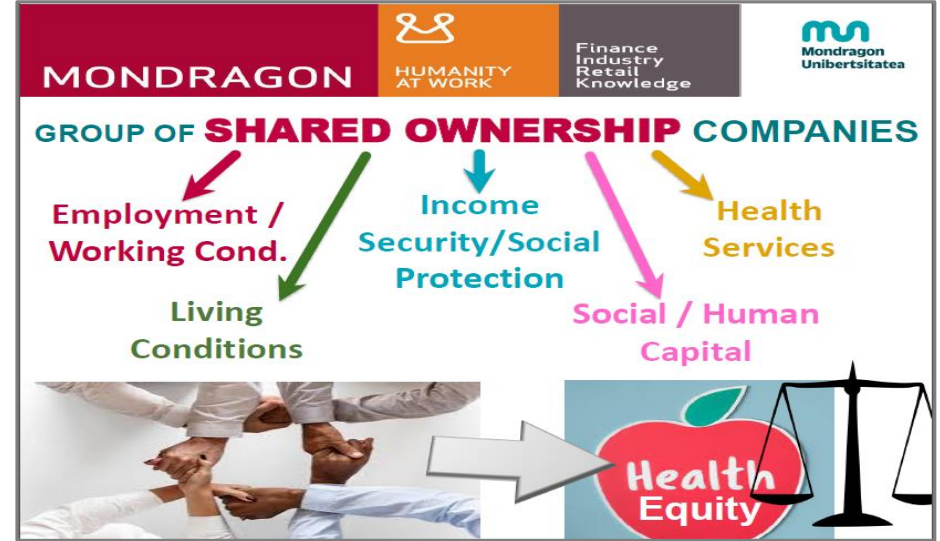 MONDRAGON
HUMANITY
AT WORK
Finance
Industry
Retail
Knowledge
Mondragon
Unibertsitatea
GROUP OF SHARED OWNERSHIP COMPANIES
Employment /
Working Cond.
Income
Security/Social
Protection
Health
Services
Living
Conditions
Social / Human
Capital
Health
Equity